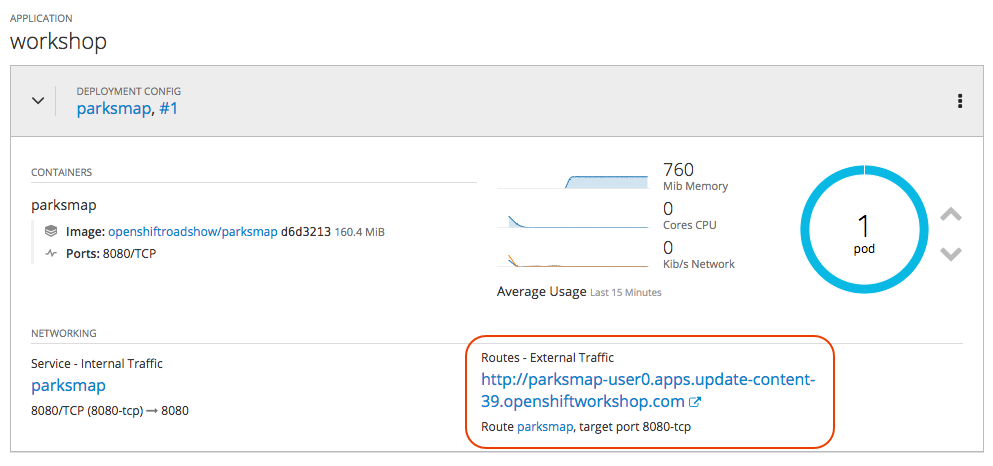 APPLICATION
workshop
DEPLOYMENT CONFIG
parksmap, #1
CONTAINERS
parksmap
Image: openshiftroadshow/parksmap d6d3213 160.4 MiB
Ports: 8080/TCP
760
Mib Memory
0
Cores CPU
0
Kib/s Network
Average Usage Last 15 Minutes
1
pod
NETWORKING
Service - Internal Traffic
parksmap
8080/TCP (8080-tcp) → 8080
Routes - External Traffic
http://parksmap-user0.apps.update-content-
39.openshiftworkshop.com
Route parksmap, target port 8080-tcp